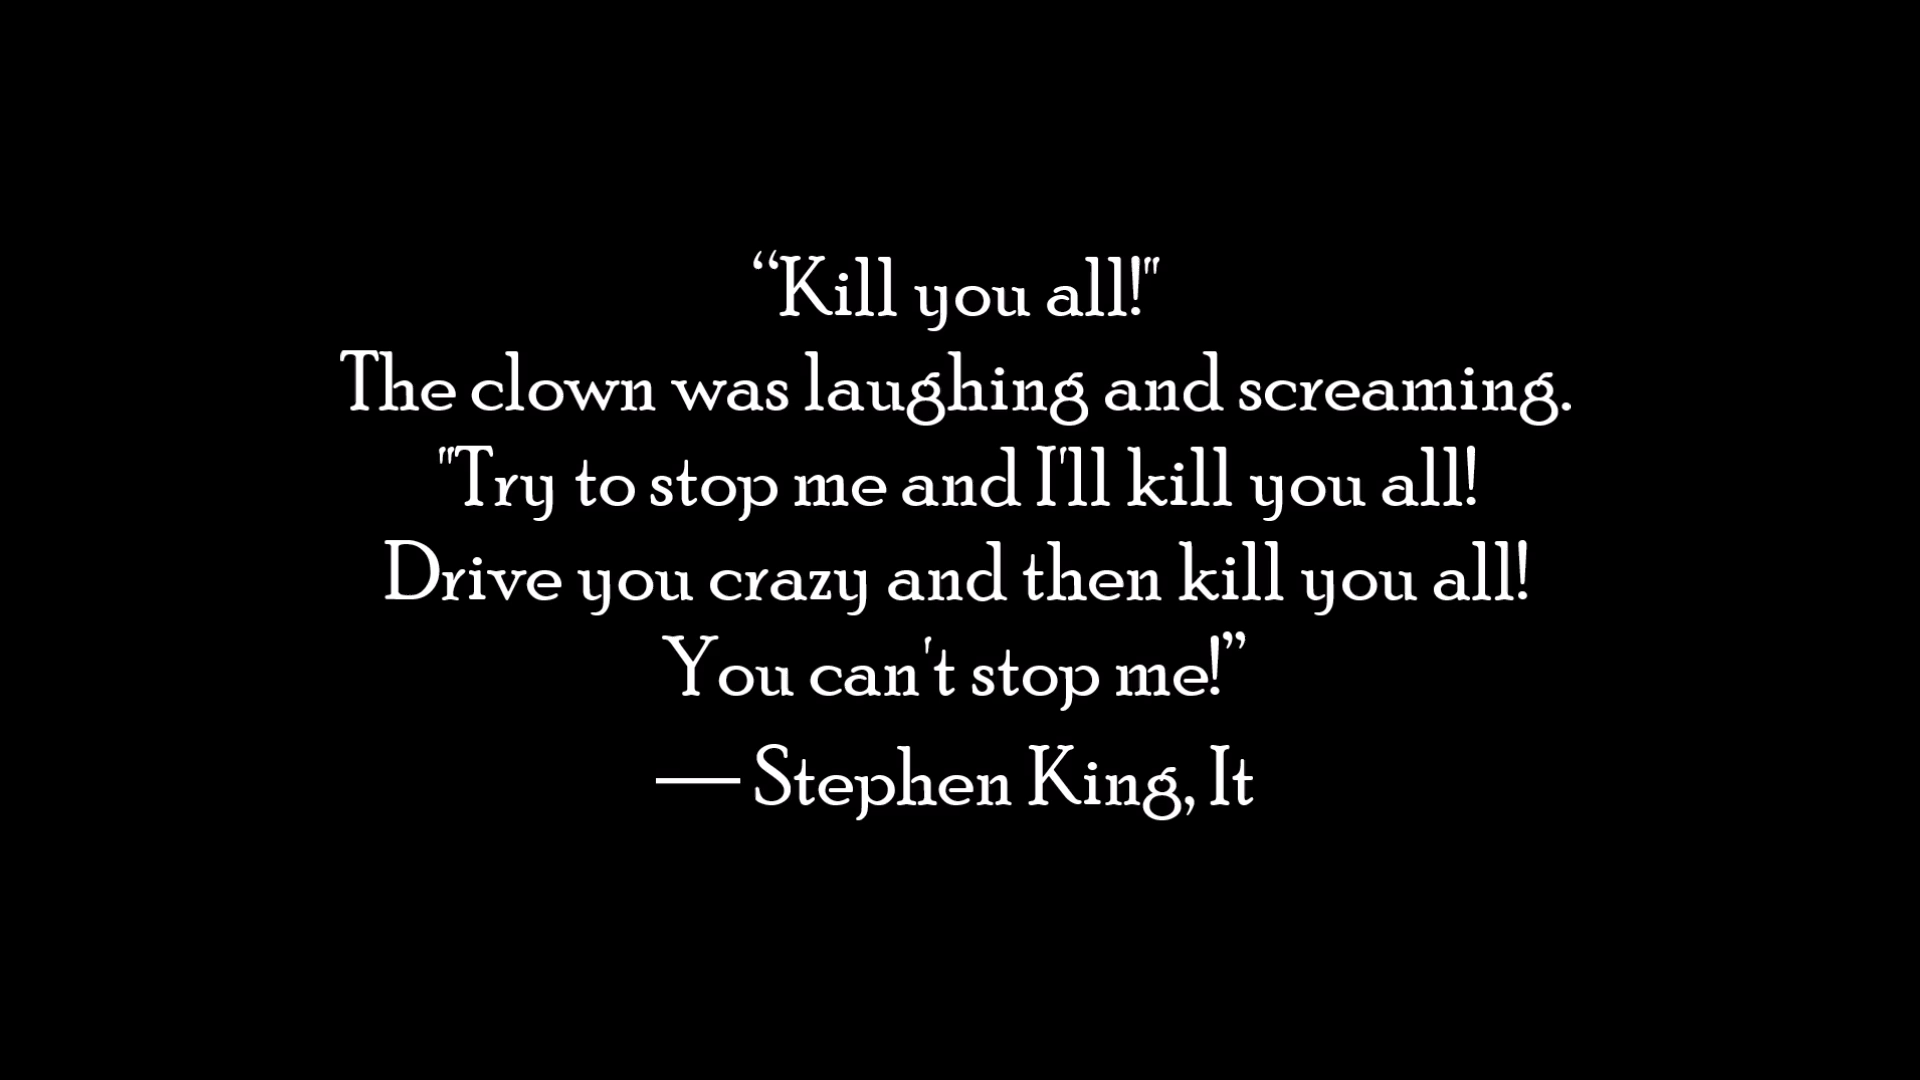 “Kill you all!"
The clown was laughing and screaming.
"Try to stop me and I'll kill you all!
Drive you crazy and then kill you all!
You can't stop me!”
— Stephen King, It